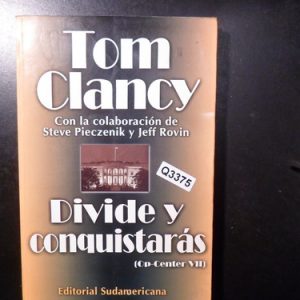 Tom
Clancy
Con la colaboración de
Steve Pieczenik y Jeff Rovin
Q3375
Divide y
conquistarás
(Op-Center VII)
Editorial Sudamericana